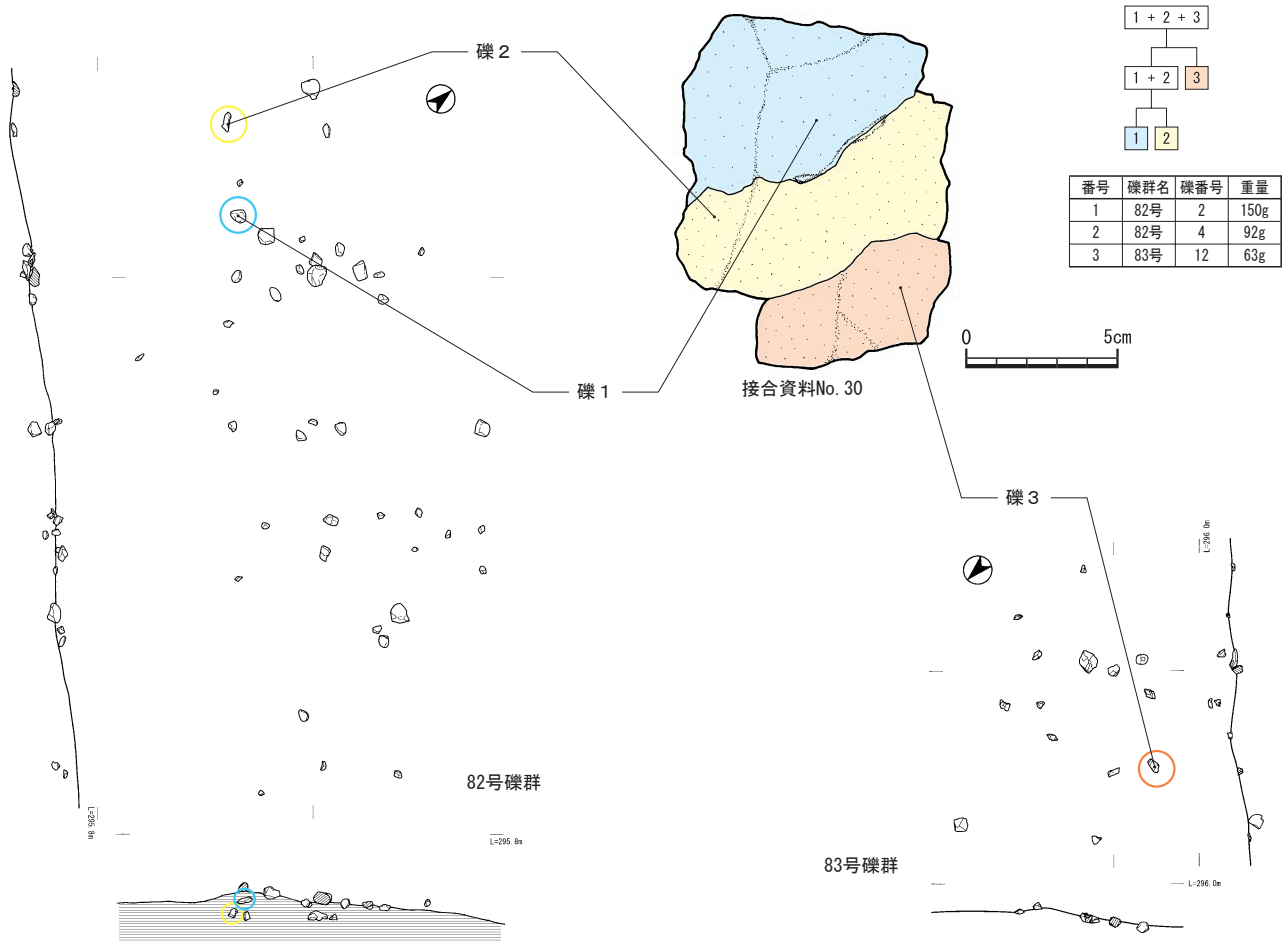 礫2
1 + 2 + 3
1 + 2
3
1
2
番号 礫群名 礫番号 重量
1 82号 2 150g
2 82号 4 92g
3 83号 12 63g
0 5cm
接合資料No. 30
礫1
礫3
L=296.0m
82号礫群
L=295.8m
L=295.8m
83号礫群
L=296.0m